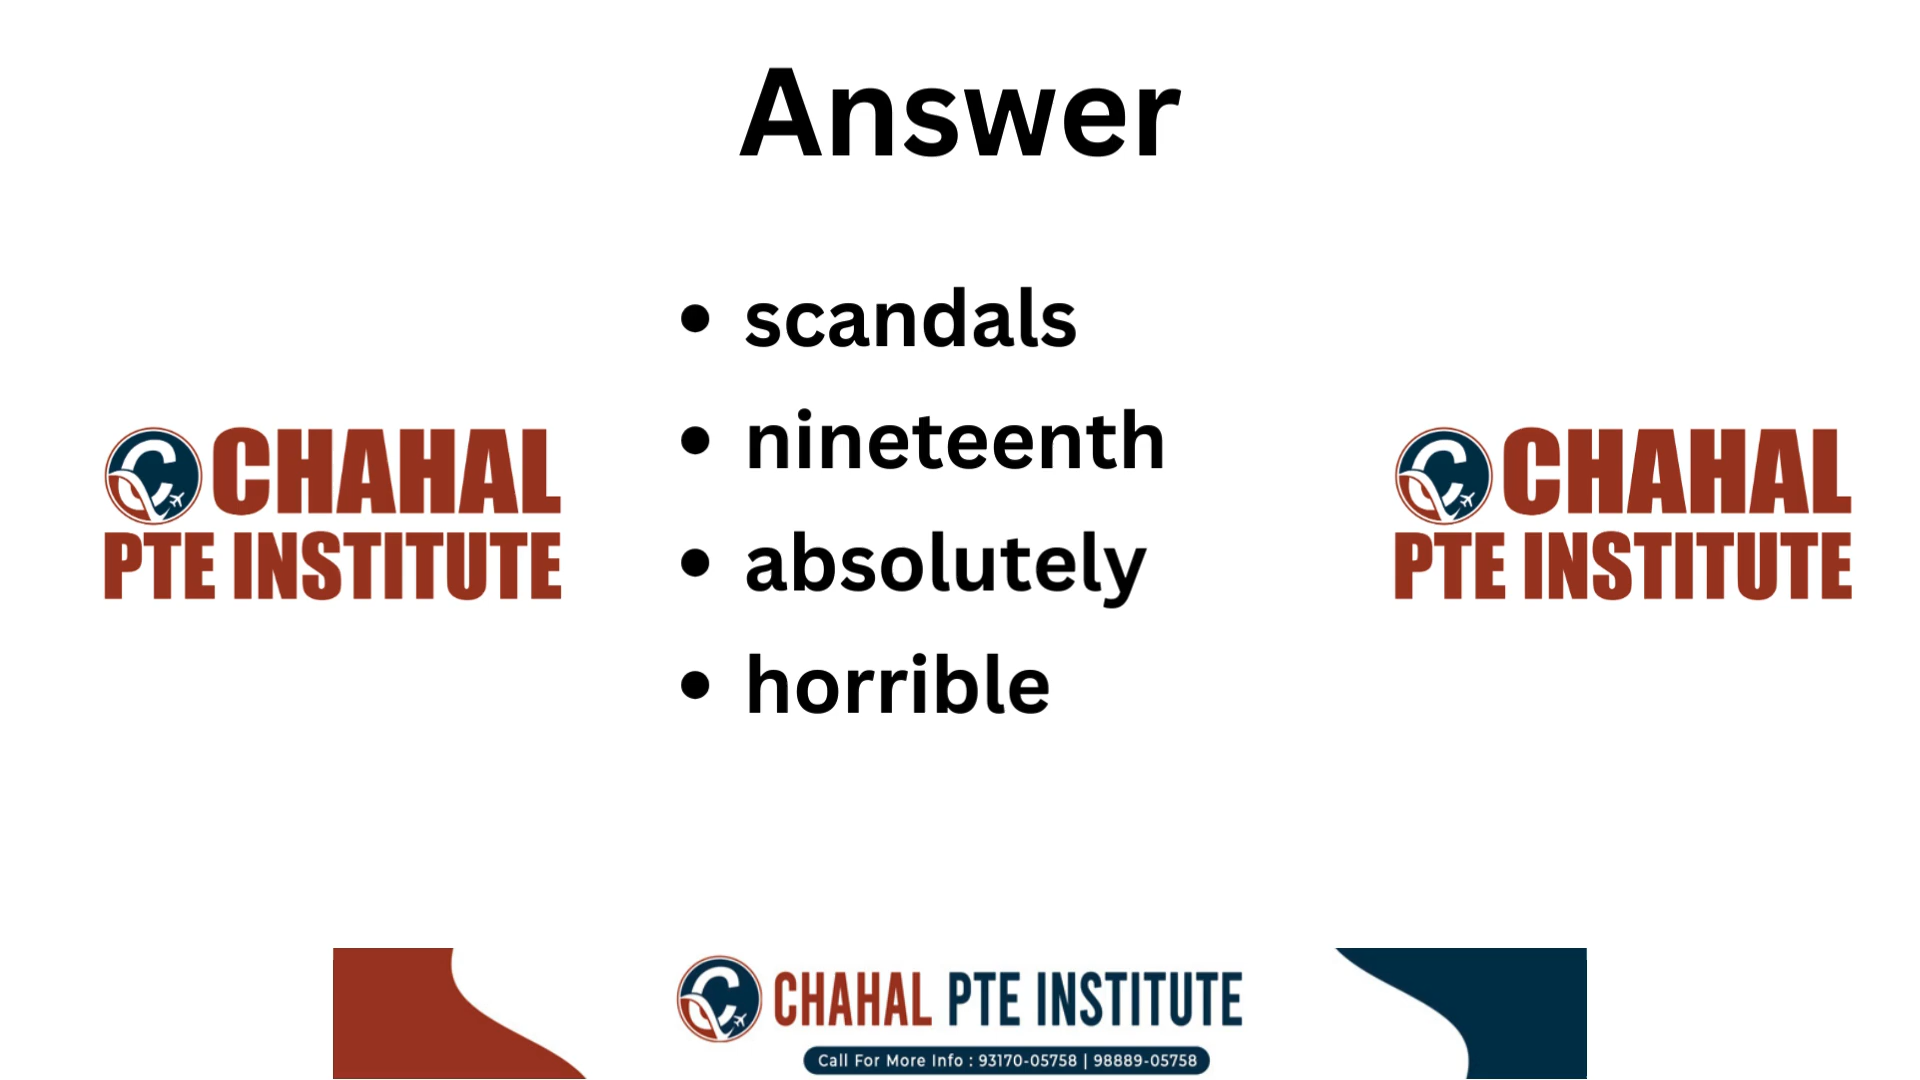 Answer
• scandals
• nineteenth
• absolutely
• horrible
CHAHAL
PTE INSTITUTE
CHAHAL
PTE INSTITUTE
CHAHAL PTE INSTITUTE
Call For More Info : 93170-05758 | 98889-05758